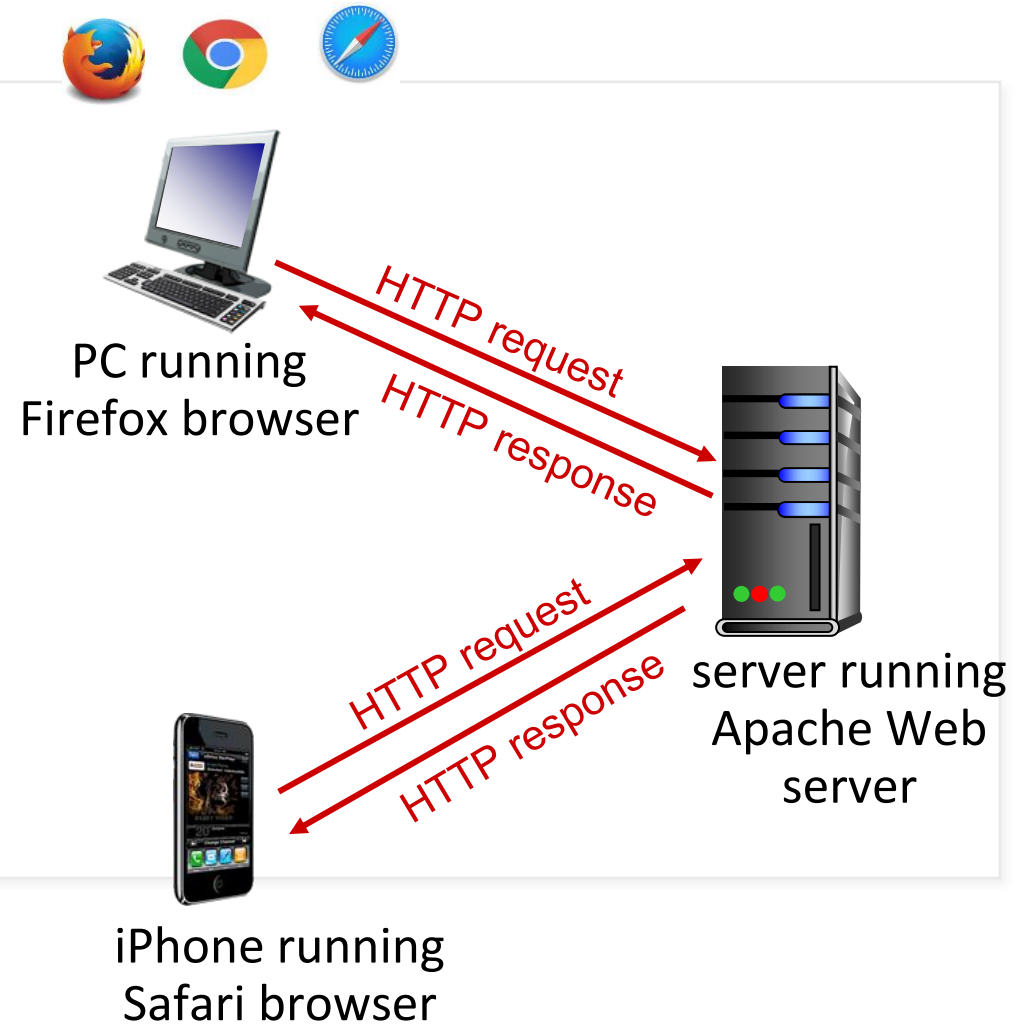 HTTP request
HTTP response
PC running
Firefox browser
HTTP request
HTTP response
server running
Apache Web
server
iPhone running
Safari browser